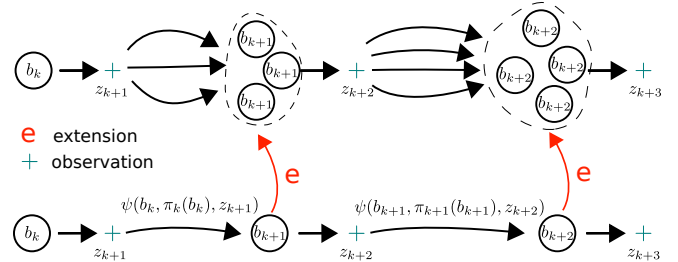 b_{k+1} b_{k+2}
b_k b_{k+1} b_{k+2} b_{k+2}
z_{k+1} b_{k+1} z_{k+2} b_{k+2} z_{k+3}
e extension
+ observation
e e
ψ(b_k, π_k(b_k), z_{k+1}) ψ(b_{k+1}, π_{k+1}(b_{k+1}), z_{k+2})
b_k b_{k+1} b_{k+2}
z_{k+1} z_{k+2} z_{k+3}